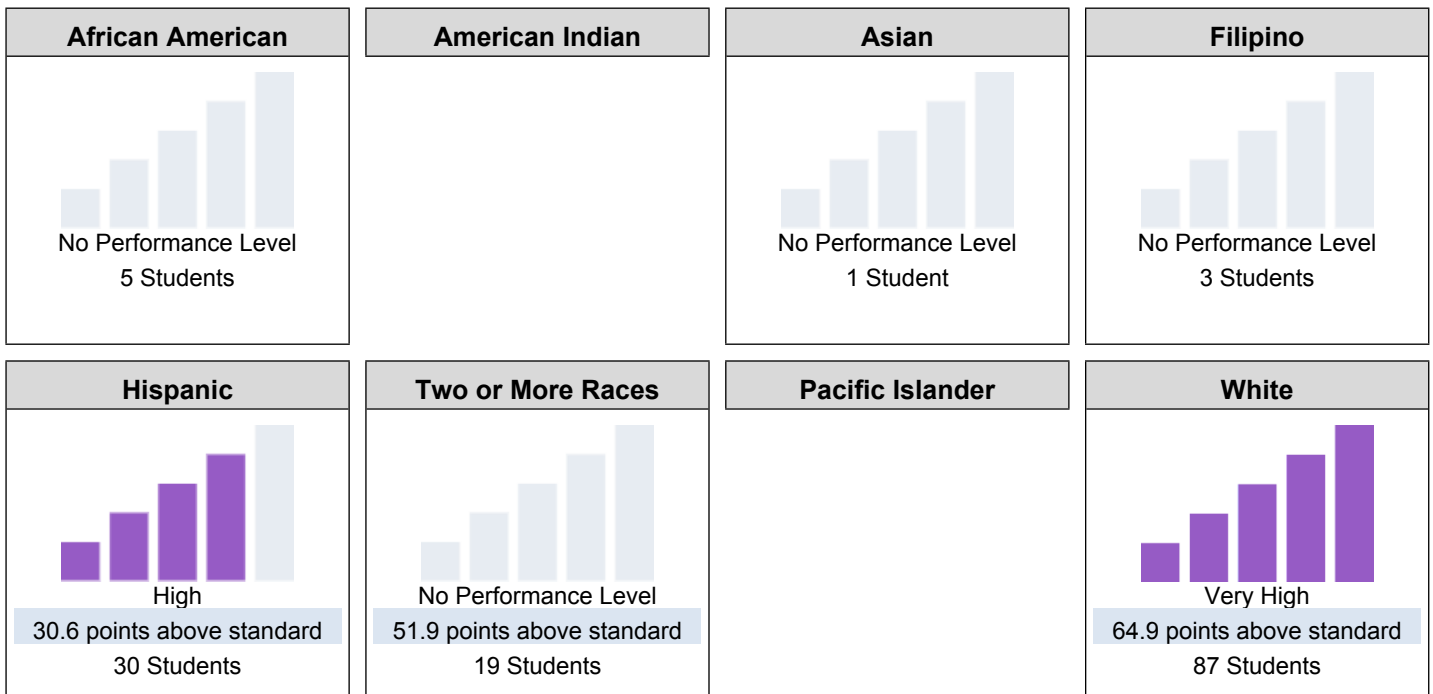 African American
American Indian
Asian
Filipino
No Performance Level
5 Students
No Performance Level
1 Student
No Performance Level
3 Students
Hispanic
Two or More Races
Pacific Islander
White
High
30.6 points above standard
30 Students
No Performance Level
51.9 points above standard
19 Students
Very High
64.9 points above standard
87 Students